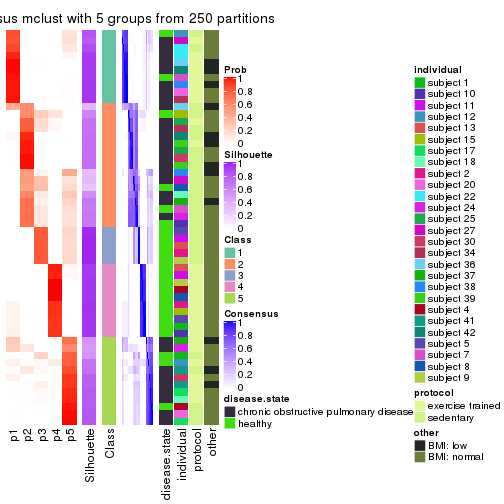 sus mclust with 5 groups from 250 partitions
Prob
1
0.8
0.6
0.4
0.2
0
Silhouette
1
0.8
0.6
0.4
0.2
0
Class
1
2
3
4
5
Consensus
1
0.8
0.6
0.4
0.2
0
disease.state
chronic obstructive pulmonary disease
healthy
individual
subject 1
subject 10
subject 11
subject 12
subject 13
subject 15
subject 17
subject 18
subject 2
subject 20
subject 22
subject 24
subject 25
subject 27
subject 30
subject 34
subject 36
subject 37
subject 38
subject 39
subject 4
subject 41
subject 42
subject 5
subject 7
subject 8
subject 9
protocol
exercise trained
sedentary
other
BMI: low
BMI: normal
p1
p2
p3
p4
p5
Silhouette
Class
disease.state
individual
protocol
other